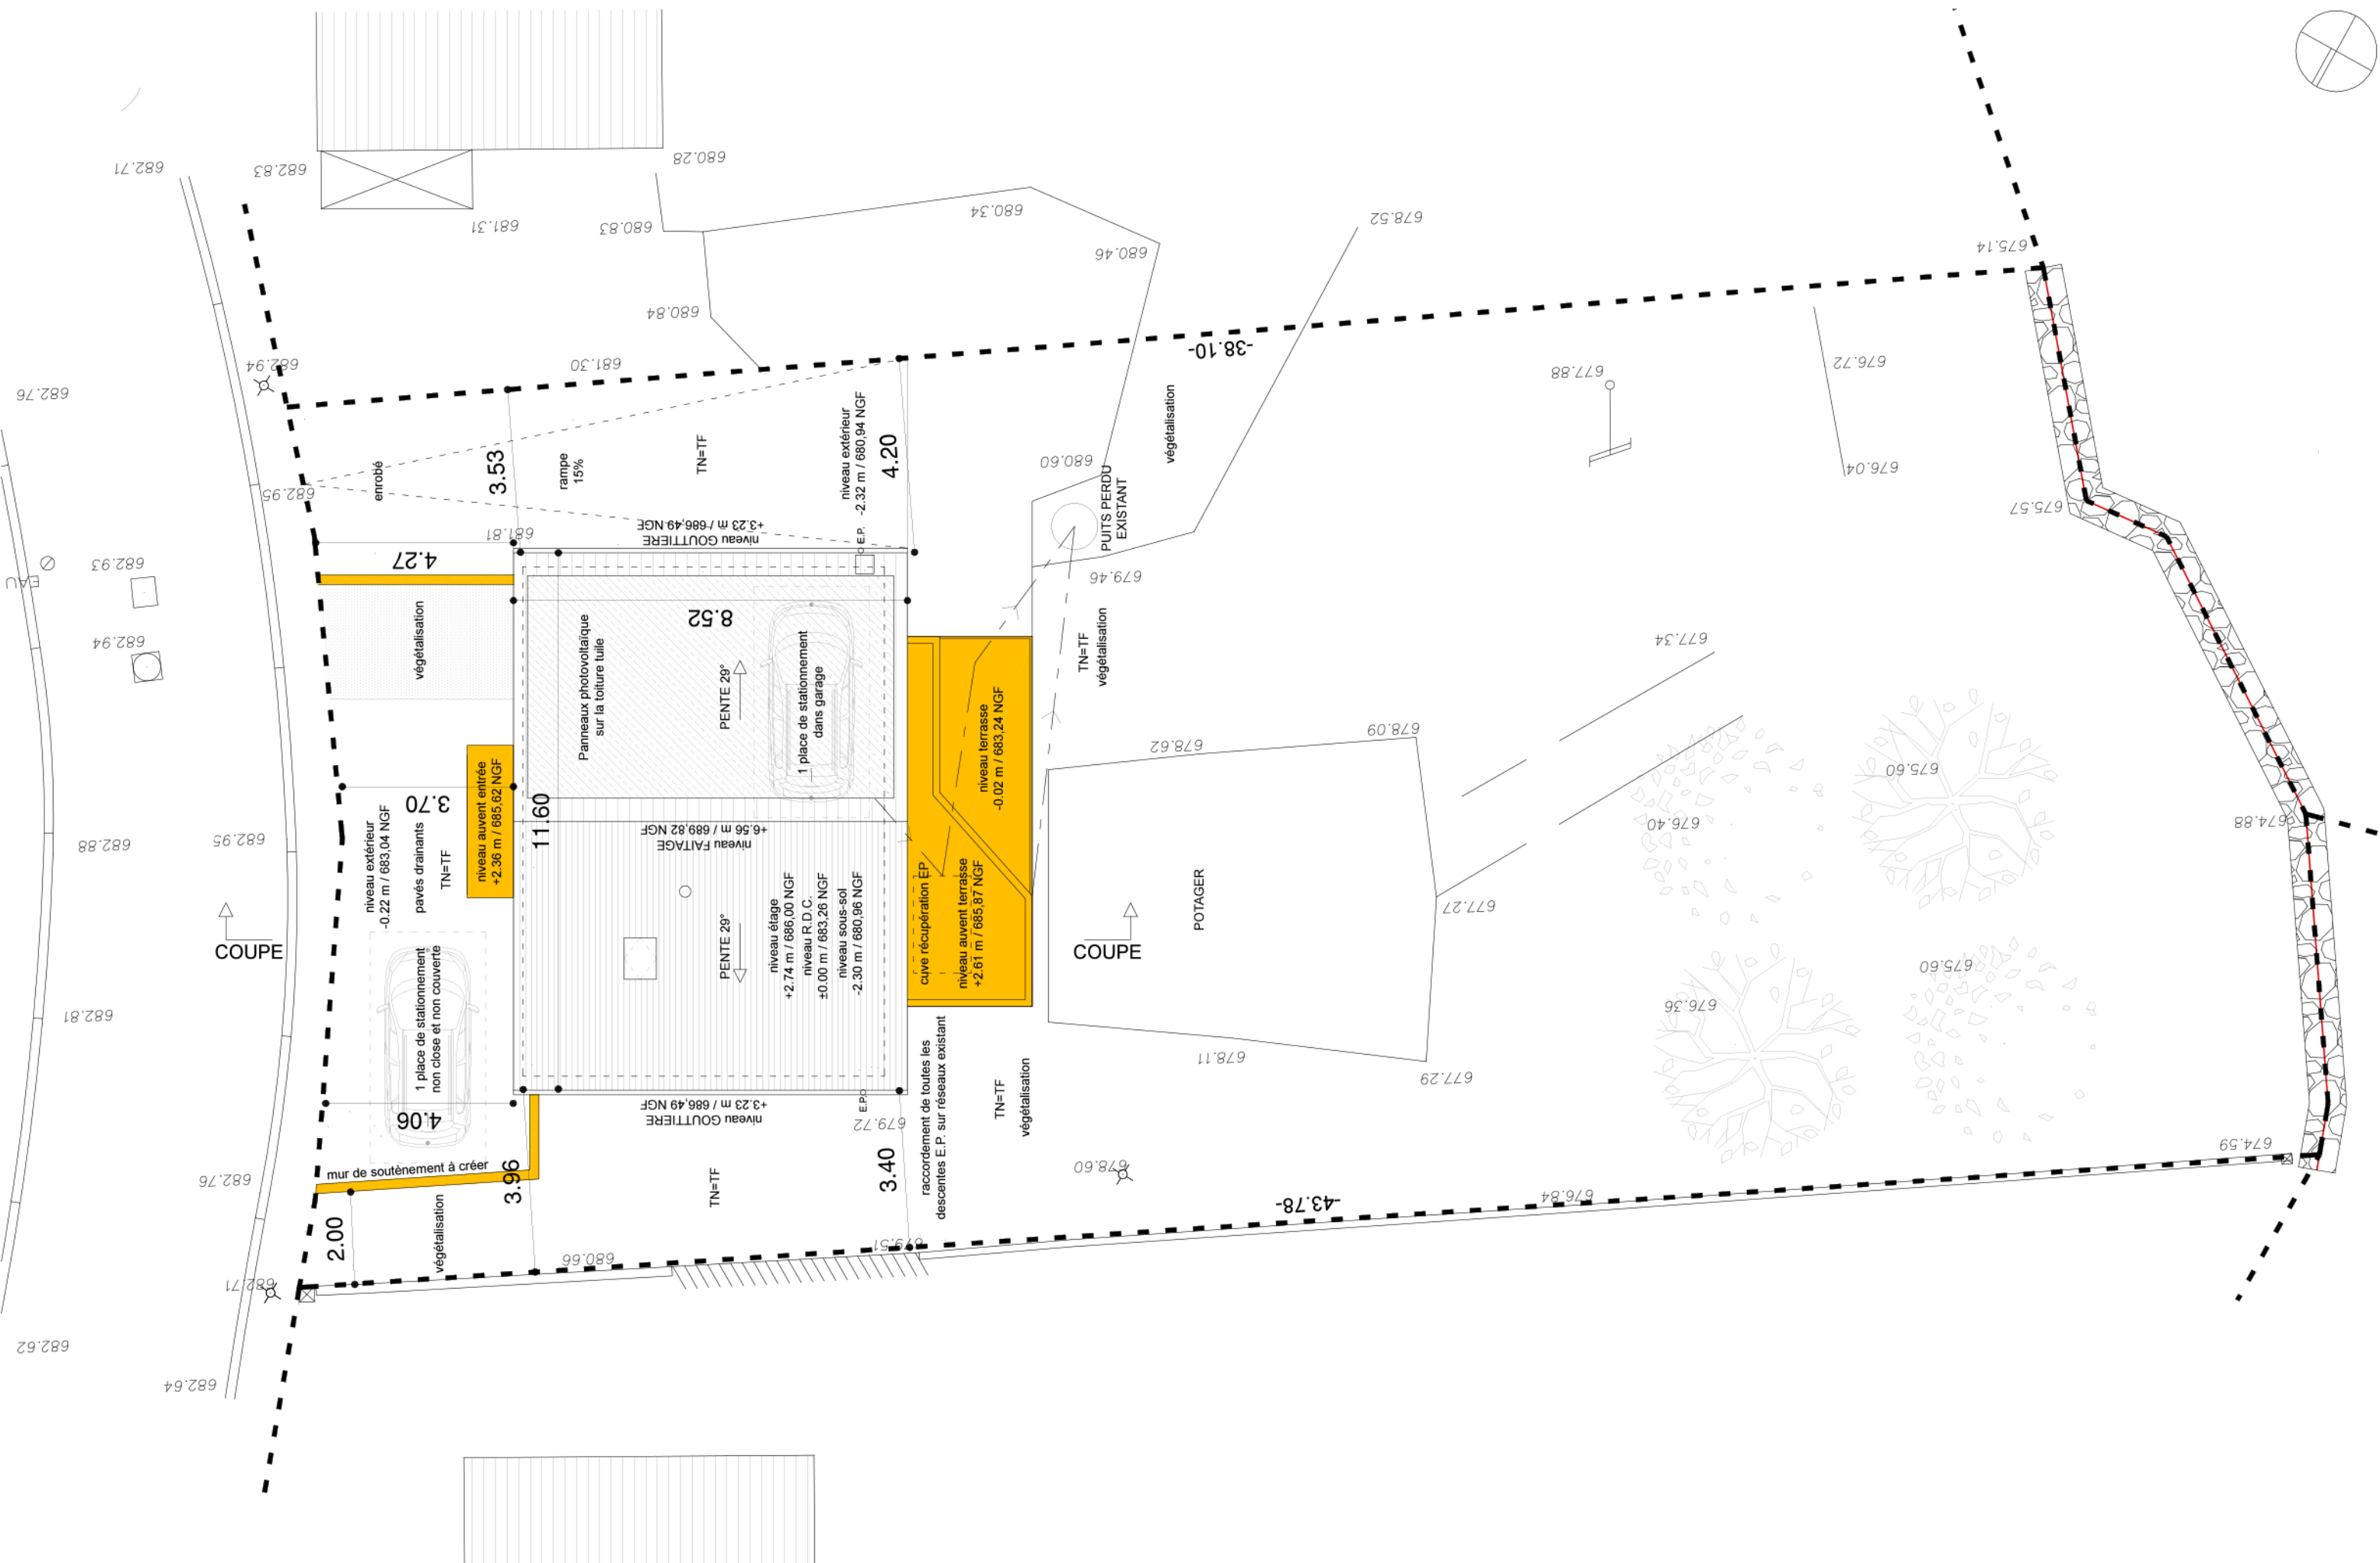 682.71
682.83
680.28
681.31
680.83
680.34
680.46
678.52
675.14
680.84
681.30
682.94
682.76
-38.10-
677.88
676.72
676.04
675.57
enrobé
3.53
rampe
15%
TN=TF
niveau extérieur
-2.32 m / 680,94 NGF
4.20
végétalisation
680.60
PUITS PERDU
EXISTANT
682.95
681.81
niveau GOUTTIERE
+3.23 m / 686,49 NGF
E.P.
4.27
682.93
EAU
682.94
679.46
TN=TF
végétalisation
végétalisation
Panneaux photovoltaïque
sur la toiture tuile
8.52
PENTE 29°
1 place de stationnement
dans garage
niveau terrasse
-0.02 m / 683,24 NGF
677.34
678.62
678.09
niveau extérieur
-0.22 m / 683,04 NGF
3.70
pavés drainants
TN=TF
niveau auvent entrée
+2.36 m / 685,62 NGF
11.60
niveau FAITAGE
+6.56 m / 689,82 NGF
682.88
682.95
675.60
676.40
674.88
COUPE
PENTE 29°
niveau étage
+2.74 m / 686,00 NGF
niveau R.D.C.
±0.00 m / 683,26 NGF
niveau sous-sol
-2.30 m / 680,96 NGF
cuve récupération EP
niveau auvent terrasse
+2.61 m / 685,87 NGF
COUPE
POTAGER
677.27
675.60
676.36
682.81
1 place de stationnement
non close et non couverte
4.06
niveau GOUTTIERE
+3.23 m / 686,49 NGF
E.P.
679.72
raccordement de toutes les
descentes E.P. sur réseaux existant
TN=TF
végétalisation
678.11
677.29
674.59
682.76
mur de soutènement à créer
3.96
TN=TF
3.40
678.60
676.84
-43.78-
2.00
végétalisation
680.66
679.51
682.71
682.62
682.64